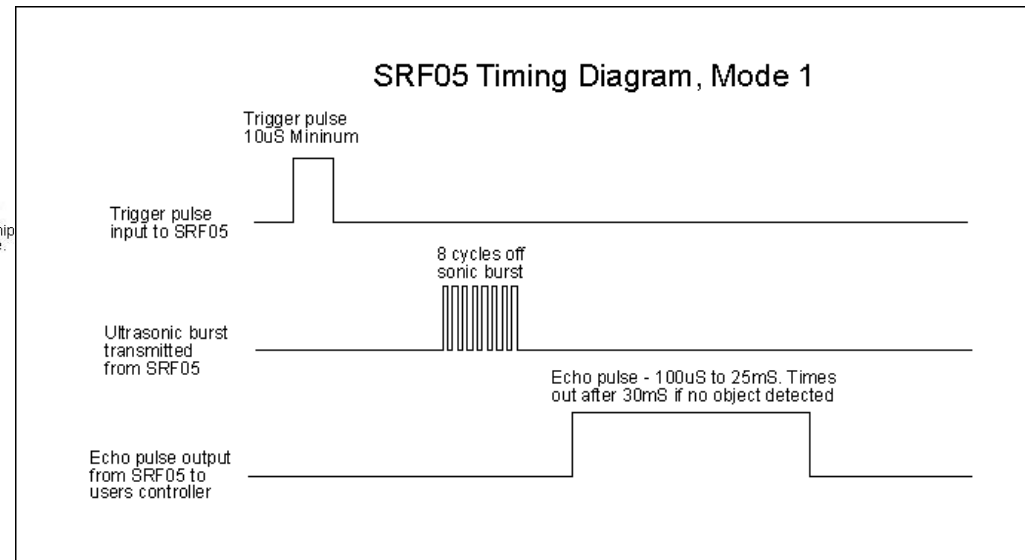 SRF05 Timing Diagram, Mode 1
Trigger pulse
10uS Mininum
Trigger pulse
input to SRF05
8 cycles off
sonic burst
Ultrasonic burst
transmitted
from SRF05
Echo pulse - 100uS to 25mS. Times
out after 30mS if no object detected
Echo pulse output
from SRF05 to
users controller